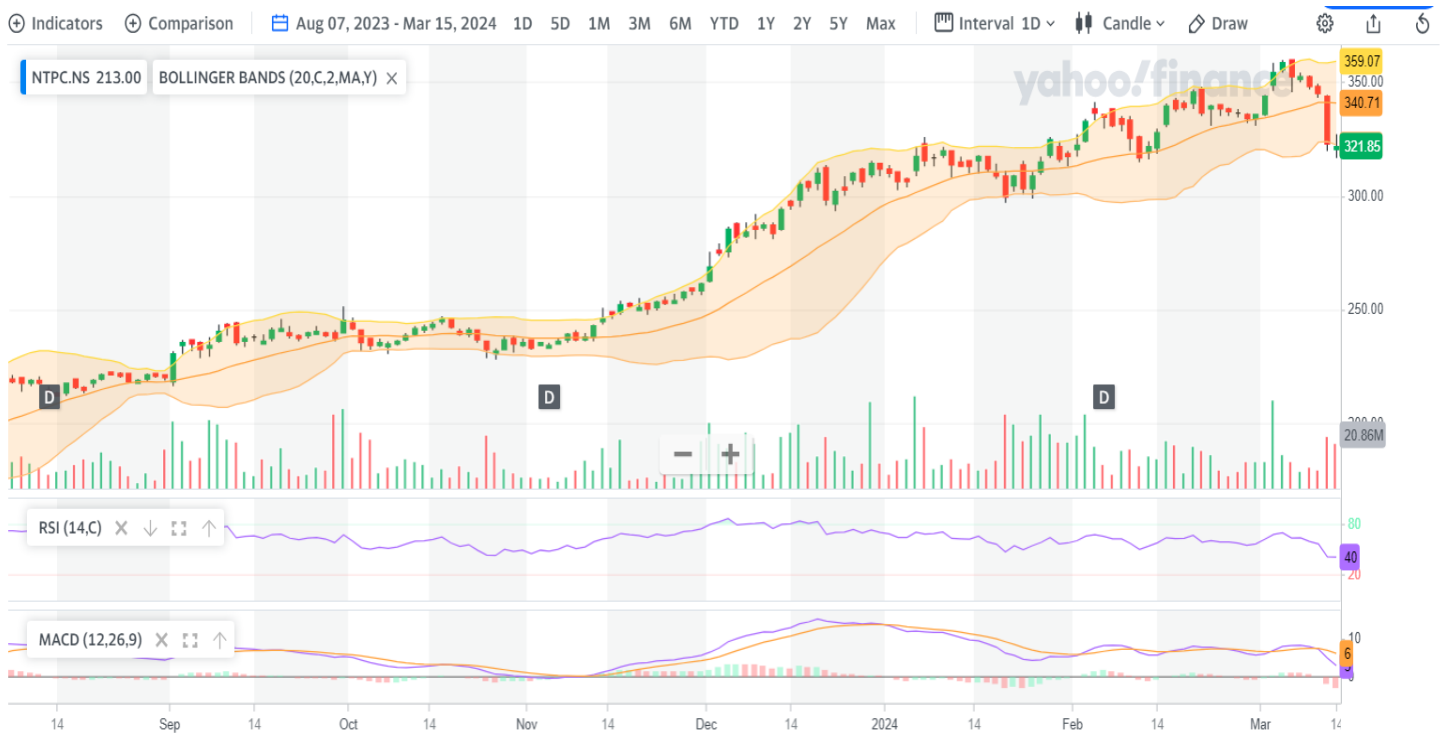 Indicators Comparison Aug 07, 2023 - Mar 15, 2024 1D 5D 1M 3M 6M YTD 1Y 2Y 5Y Max Interval 1D Candle Draw
NTPC.NS 213.00 BOLLINGER BANDS (20,C,2,MA,Y)
yahoo!finance
359.07
350.00
340.71
321.85
300.00
250.00
D D D
200.00
20.86M
RSI (14,C)
80
40
20
MACD (12,26,9)
10
6
14 Sep 14 Oct 14 Nov 14 Dec 14 2024 14 Feb 14 Mar 14